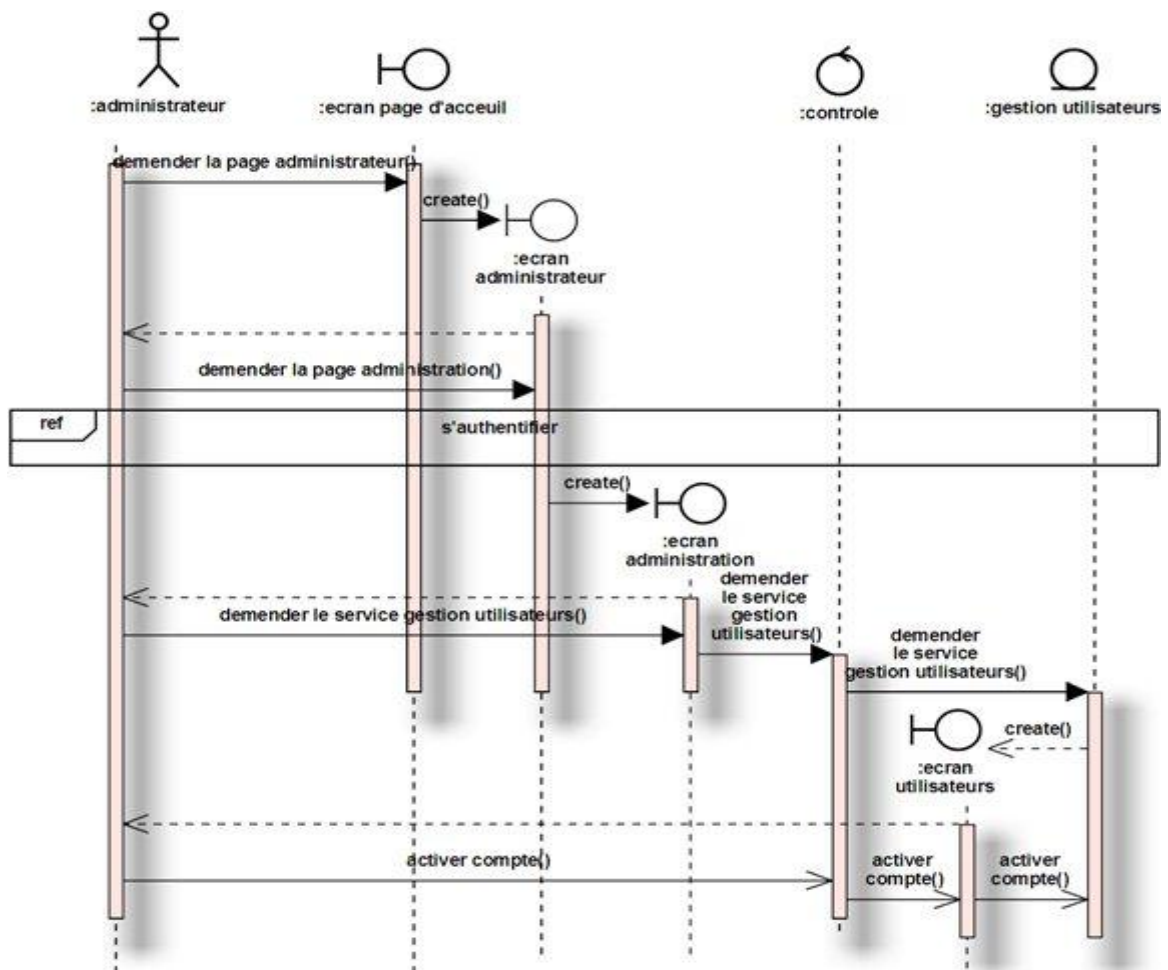 :administrateur
:ecran page d'acceuil
:controle
:gestion utilisateurs
demender la page administrateur()
create()
:ecran
administrateur
demender la page administration()
ref
s'authentifier
create()
:ecran
administration
demender
le service
gestion
utilisateurs()
demender le service gestion utilisateurs()
demender
le service
gestion utilisateurs()
create()
:ecran
utilisateurs
activer compte()
activer
compte()
activer
compte()